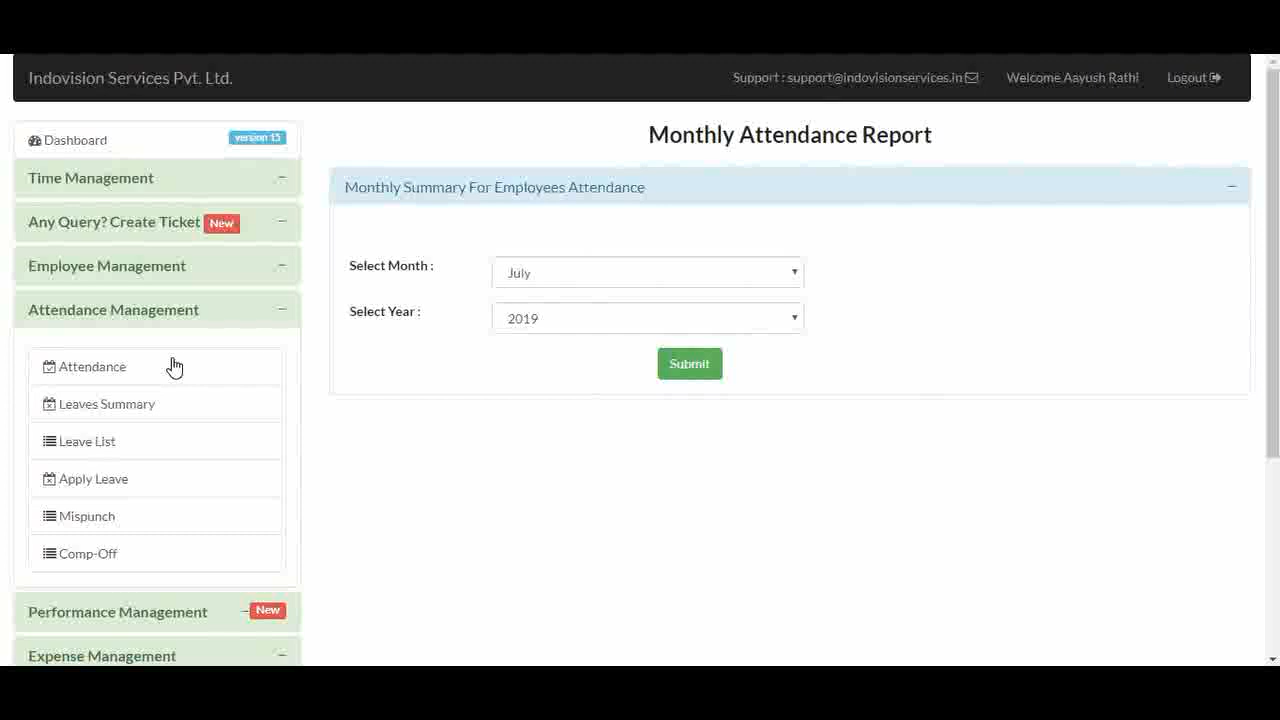 Indovision Services Pvt. Ltd.
Support : support@indovisionservices.in
Welcome Aayush Rathi
Logout
Dashboard
version 15
Time Management
Any Query? Create Ticket New
Employee Management
Attendance Management
Attendance
Leaves Summary
Leave List
Apply Leave
Mispunch
Comp-Off
Performance Management New
Expense Management
Monthly Attendance Report
Monthly Summary For Employees Attendance
Select Month :
July
Select Year :
2019
Submit